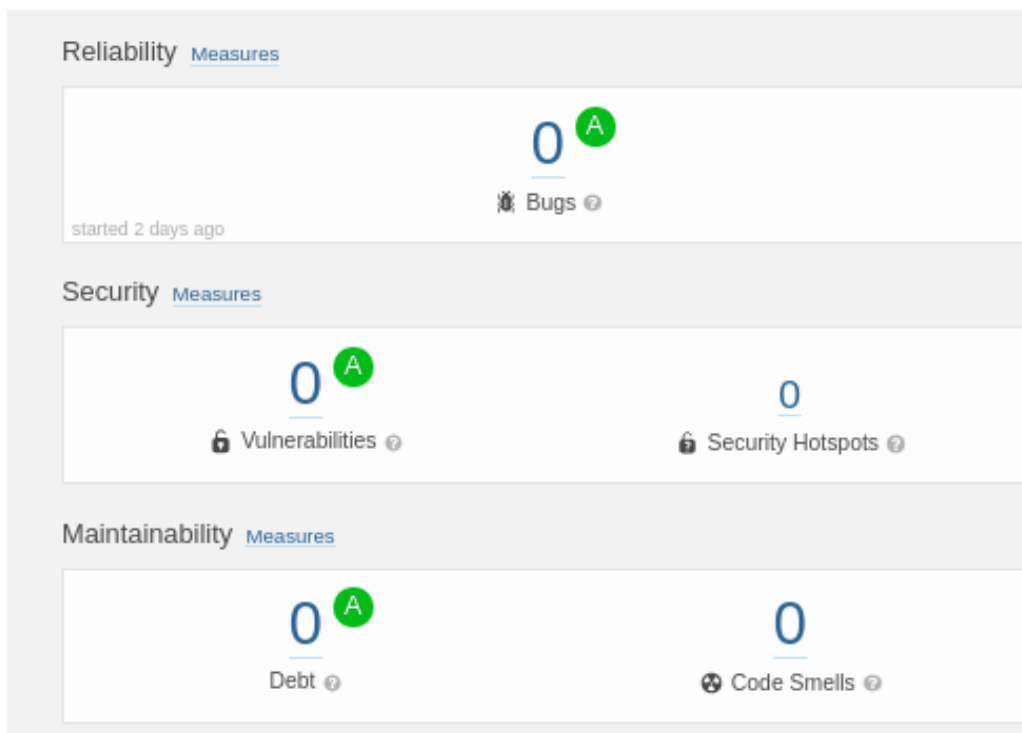 Reliability Measures
0 A
Bugs ?
started 2 days ago
Security Measures
0 A 0
Vulnerabilities ? Security Hotspots ?
Maintainability Measures
0 A 0
Debt ? Code Smells ?